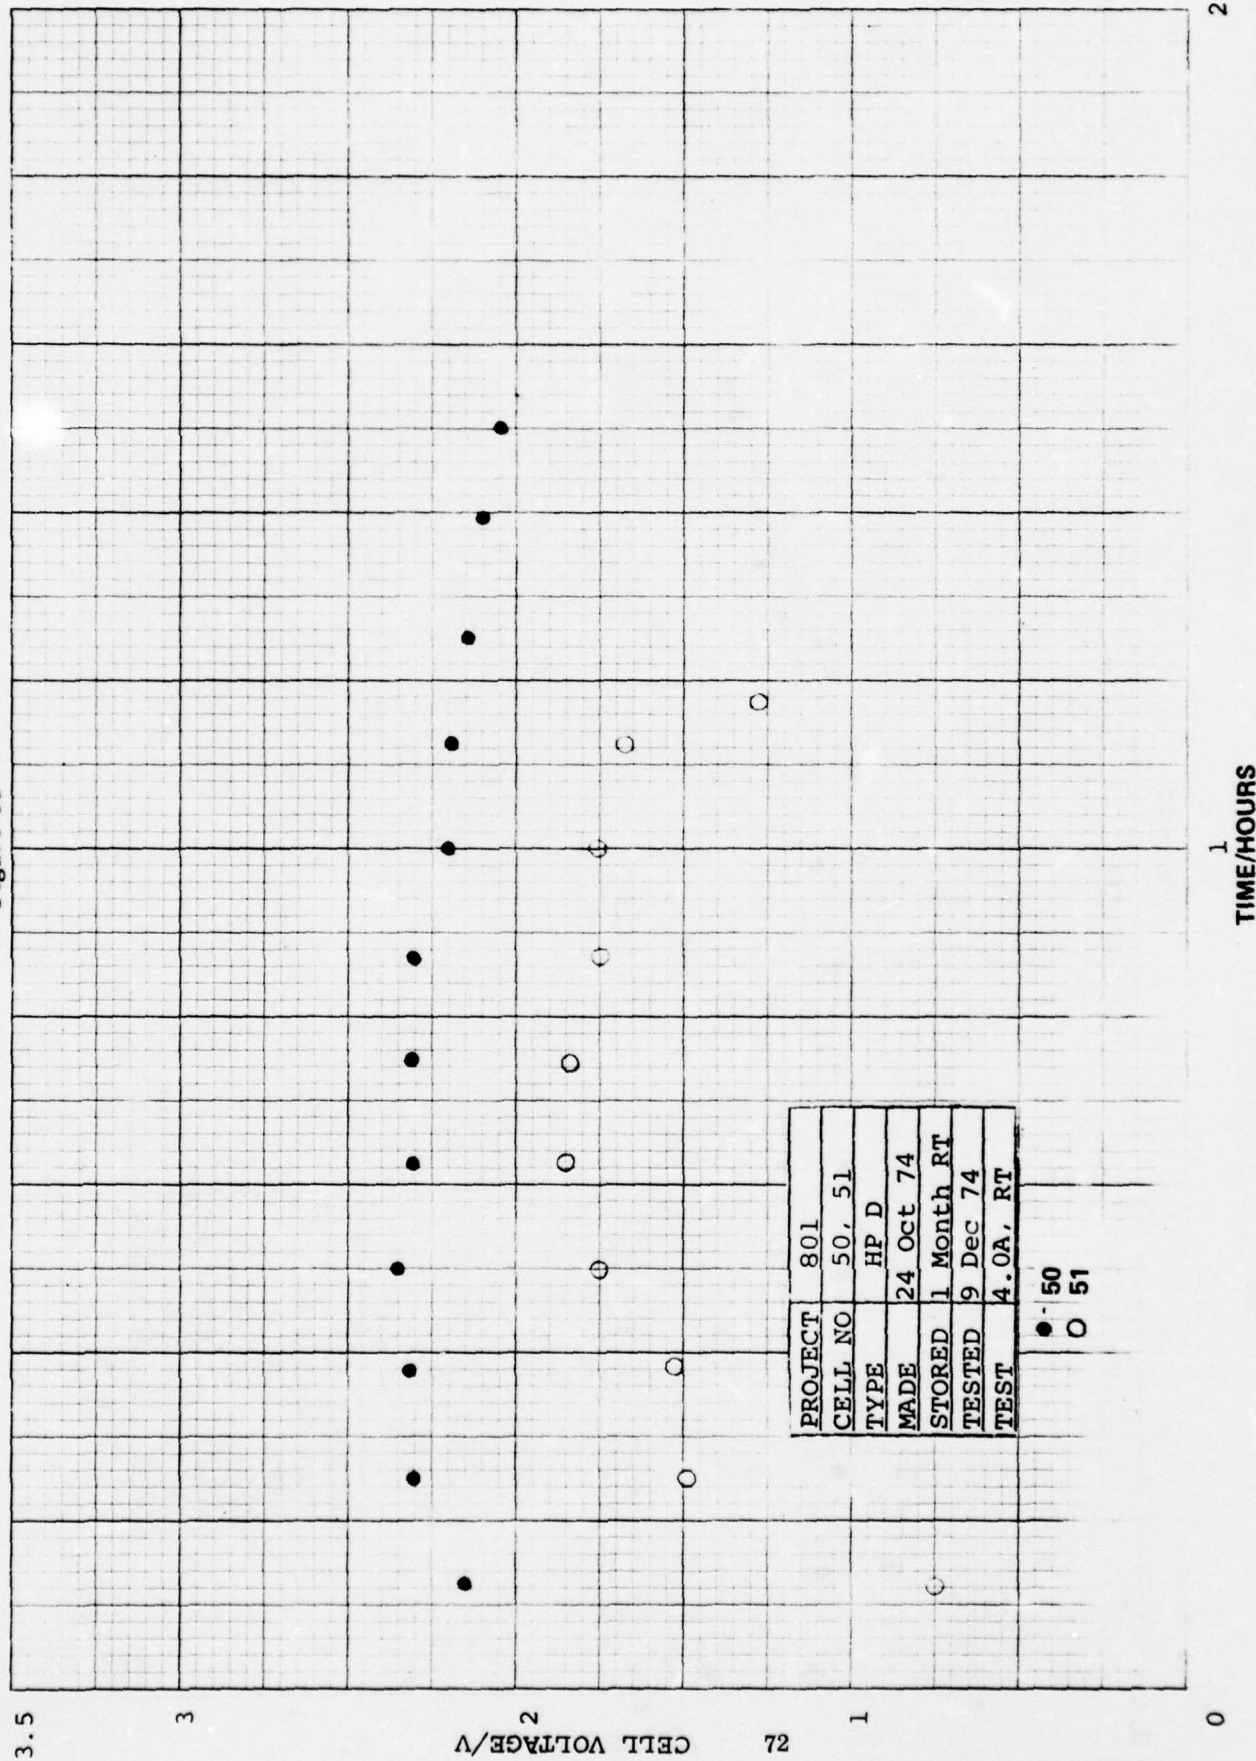 3.5
3
2
1
0
CELL VOLTAGE/V
72
PROJECT 801
CELL NO 50, 51
TYPE HP D
MADE 24 Oct 74
STORED 1 Month RT
TESTED 9 Dec 74
TEST 4.0A, RT
● 50
○ 51
1
2
TIME/HOURS